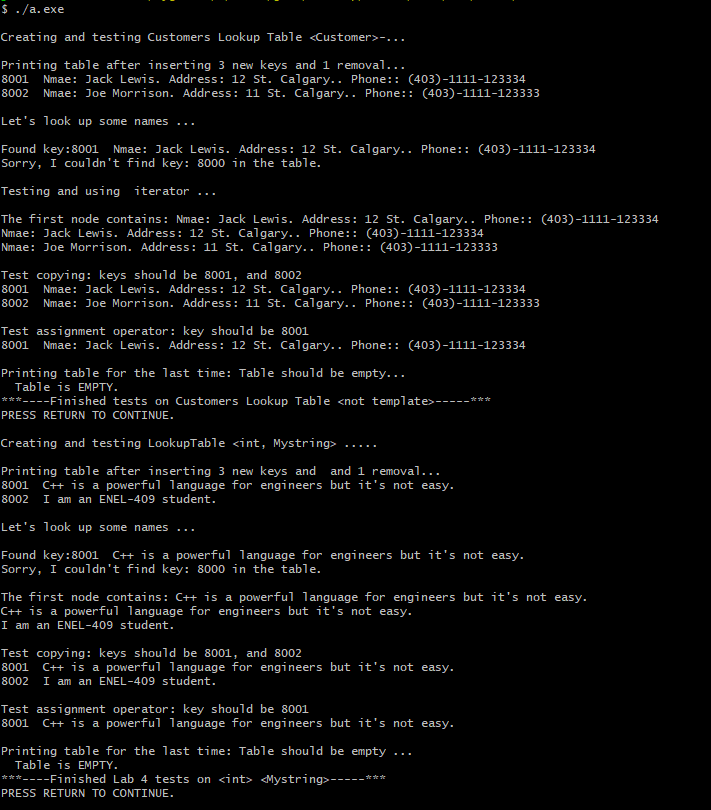 $ ./a.exe
Creating and testing Customers Lookup Table <Customer>-...
Printing table after inserting 3 new keys and 1 removal...
8001  Nmae: Jack Lewis. Address: 12 St. Calgary.. Phone:: (403)-1111-123334
8002  Nmae: Joe Morrison. Address: 11 St. Calgary.. Phone:: (403)-1111-123333
Let's look up some names ...
Found key:8001  Nmae: Jack Lewis. Address: 12 St. Calgary.. Phone:: (403)-1111-123334
Sorry, I couldn't find key: 8000 in the table.
Testing and using  iterator ...
The first node contains: Nmae: Jack Lewis. Address: 12 St. Calgary.. Phone:: (403)-1111-123334
Nmae: Jack Lewis. Address: 12 St. Calgary.. Phone:: (403)-1111-123334
Nmae: Joe Morrison. Address: 11 St. Calgary.. Phone:: (403)-1111-123333
Test copying: keys should be 8001, and 8002
8001  Nmae: Jack Lewis. Address: 12 St. Calgary.. Phone:: (403)-1111-123334
8002  Nmae: Joe Morrison. Address: 11 St. Calgary.. Phone:: (403)-1111-123333
Test assignment operator: key should be 8001
8001  Nmae: Jack Lewis. Address: 12 St. Calgary.. Phone:: (403)-1111-123334
Printing table for the last time: Table should be empty...
  Table is EMPTY.
***----Finished tests on Customers Lookup Table <not template>-----***
PRESS RETURN TO CONTINUE.
Creating and testing LookupTable <int, Mystring> .....
Printing table after inserting 3 new keys and  and 1 removal...
8001  C++ is a powerful language for engineers but it's not easy.
8002  I am an ENEL-409 student.
Let's look up some names ...
Found key:8001  C++ is a powerful language for engineers but it's not easy.
Sorry, I couldn't find key: 8000 in the table.
The first node contains: C++ is a powerful language for engineers but it's not easy.
C++ is a powerful language for engineers but it's not easy.
I am an ENEL-409 student.
Test copying: keys should be 8001, and 8002
8001  C++ is a powerful language for engineers but it's not easy.
8002  I am an ENEL-409 student.
Test assignment operator: key should be 8001
8001  C++ is a powerful language for engineers but it's not easy.
Printing table for the last time: Table should be empty ...
  Table is EMPTY.
***----Finished Lab 4 tests on <int> <Mystring>-----***
PRESS RETURN TO CONTINUE.